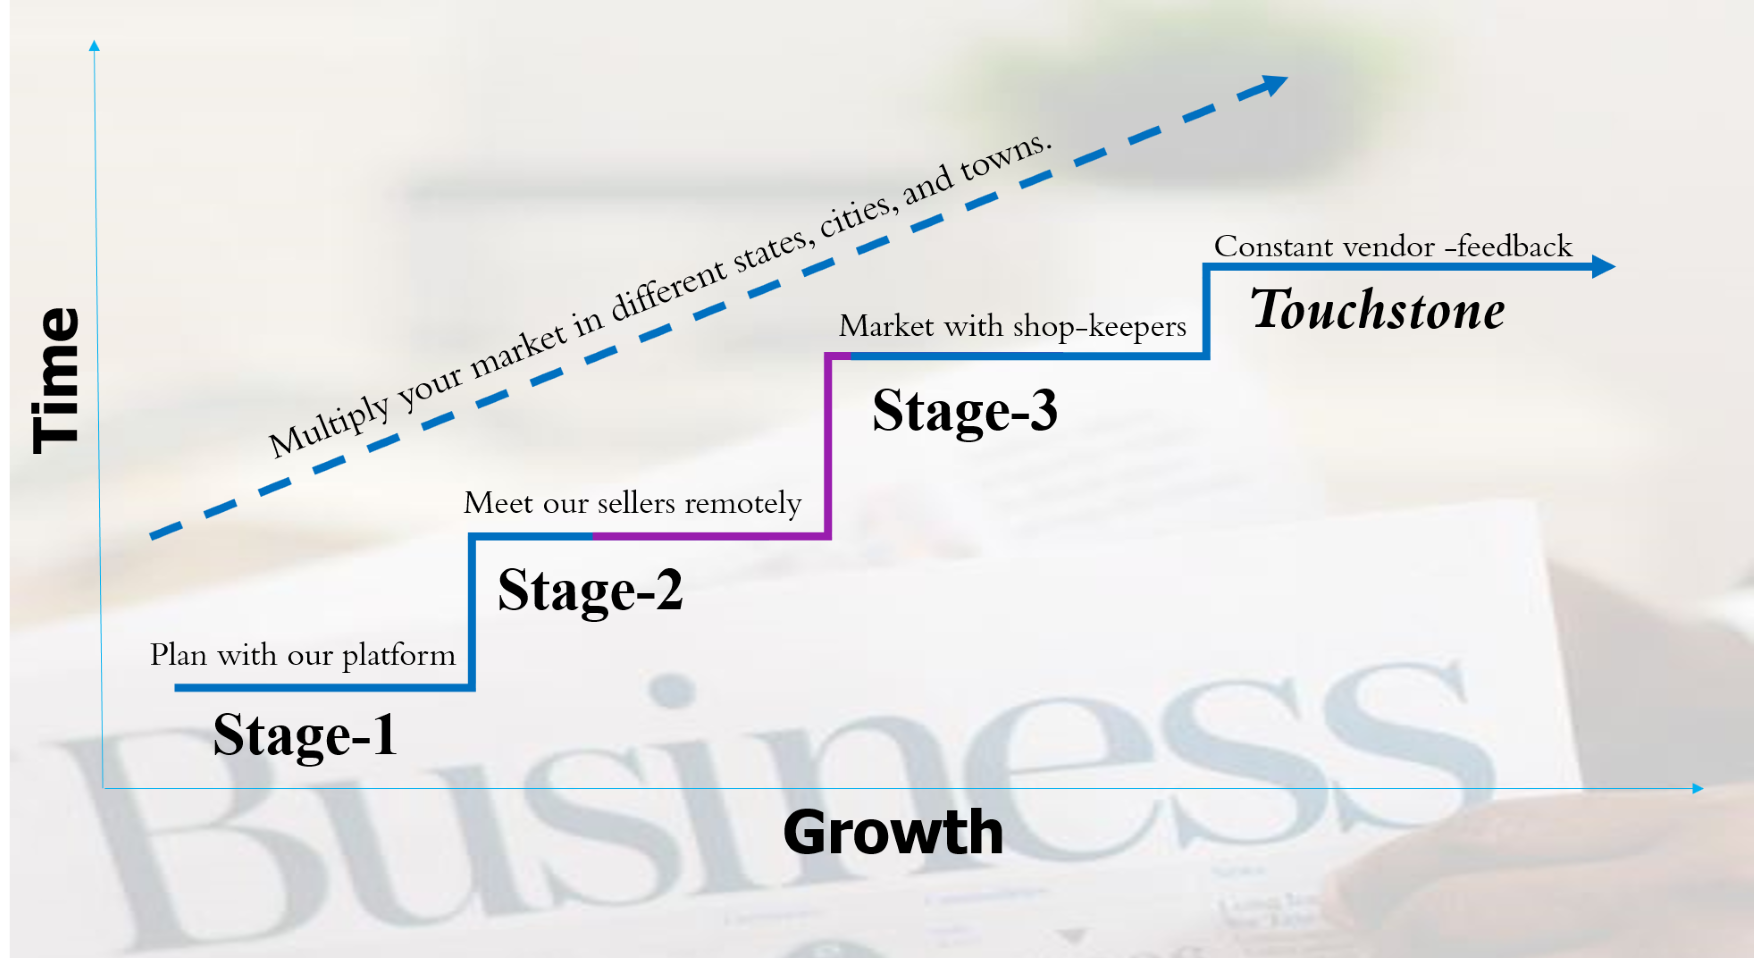 Multiply your market in different states, cities, and towns.
Constant vendor -feedback
Touchstone
Market with shop-keepers
Stage-3
Meet our sellers remotely
Stage-2
Plan with our platform
Stage-1
Time
Growth
Business